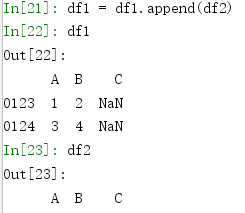 In[21]: df1 = df1.append(df2)
In[22]: df1
Out[22]:
A B C
0123 1 2 NaN
0124 3 4 NaN
In[23]: df2
Out[23]:
A B C